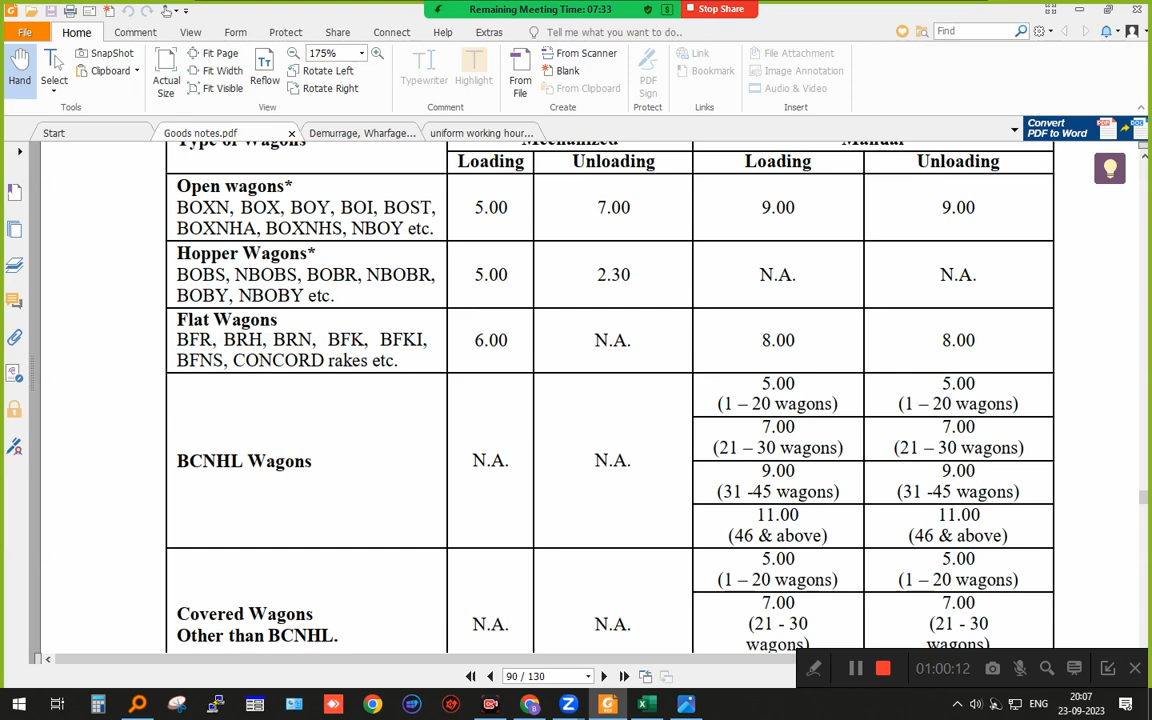 Remaining Meeting Time: 07:33
Stop Share
File Home Comment View Form Protect Share Connect Help Extras Tell me what you want to do.. Find
Hand
Select
SnapShot
Clipboard
Tools
Actual
Size
Fit Page
Fit Width
Fit Visible
Reflow
175%
Rotate Left
Rotate Right
View
Typewriter
Highlight
Comment
From
File
From Scanner
Blank
From Clipboard
Create
PDF
Sign
Protect
Link
Bookmark
Links
File Attachment
Image Annotation
Audio & Video
Insert
Start Goods notes.pdf Demurrage, Wharfage... uniform working hour...
Convert
PDF to Word
Type of Wagons Mechanized Manual
Loading Unloading Loading Unloading
Open wagons*
BOXN, BOX, BOY, BOI, BOST,
BOXNHA, BOXNHS, NBOY etc.
5.00 7.00 9.00 9.00
Hopper Wagons*
BOBS, NBOBS, BOBR, NBOBR,
BOBY, NBOBY etc.
5.00 2.30 N.A. N.A.
Flat Wagons
BFR, BRH, BRN, BFK, BFKI,
BFNS, CONCORD rakes etc.
6.00 N.A. 8.00 8.00
BCNHL Wagons
N.A. N.A.
5.00 5.00
(1 – 20 wagons) (1 – 20 wagons)
7.00 7.00
(21 – 30 wagons) (21 – 30 wagons)
9.00 9.00
(31 -45 wagons) (31 -45 wagons)
11.00 11.00
(46 & above) (46 & above)
Covered Wagons
Other than BCNHL.
N.A. N.A.
5.00 5.00
(1 – 20 wagons) (1 – 20 wagons)
7.00 7.00
(21 - 30 (21 - 30
wagons) wagons)
90 / 130
01:00:12
ENG
20:07
23-09-2023